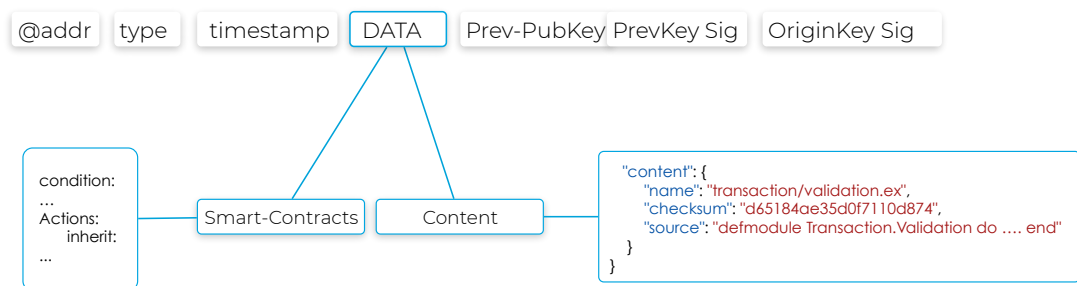 @addr type timestamp DATA Prev-PubKey PrevKey Sig OriginKey Sig
condition:
...
Actions:
inherit:
...
Smart-Contracts
Content
"content": {
"name": "transaction/validation.ex",
"checksum": "d65184ae35d0f7110d874",
"source": "defmodule Transaction.Validation do .... end"
}
}